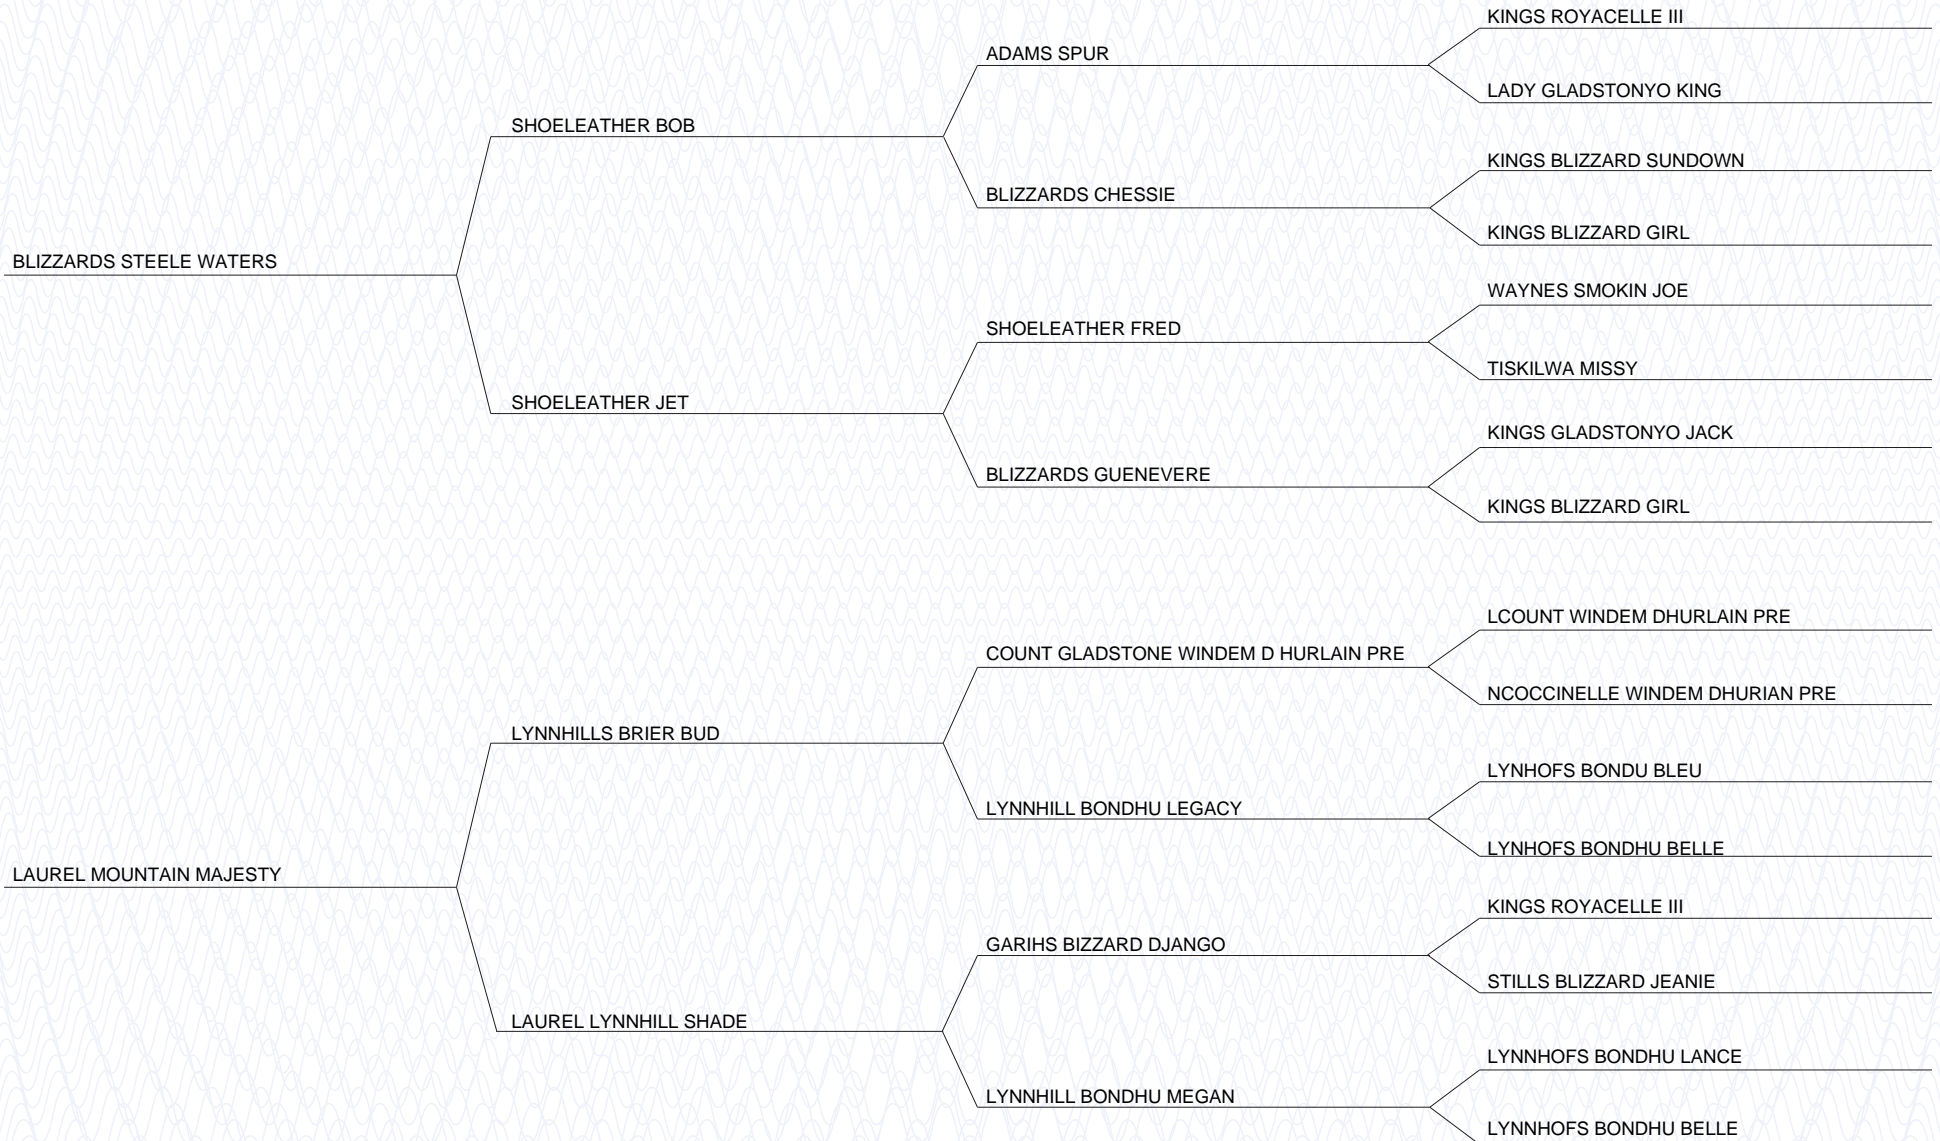 KINGS ROYACELLE III
ADAMS SPUR
LADY GLADSTONYO KING
SHOELEATHER BOB
KINGS BLIZZARD SUNDOWN
BLIZZARDS CHESSIE
KINGS BLIZZARD GIRL
BLIZZARDS STEELE WATERS
WAYNES SMOKIN JOE
SHOELEATHER FRED
TISKILWA MISSY
SHOELEATHER JET
KINGS GLADSTONYO JACK
BLIZZARDS GUENEVERE
KINGS BLIZZARD GIRL
LCOUNT WINDEM DHURLAIN PRE
COUNT GLADSTONE WINDEM D HURLAIN PRE
NCOCCINELLE WINDEM DHURIAN PRE
LYNNHILLS BRIER BUD
LYNHOFS BONDU BLEU
LYNNHILL BONDHU LEGACY
LYNHOFS BONDHU BELLE
LAUREL MOUNTAIN MAJESTY
KINGS ROYACELLE III
GARIHS BIZZARD DJANGO
STILLS BLIZZARD JEANIE
LAUREL LYNNHILL SHADE
LYNNHOFS BONDHU LANCE
LYNNHILL BONDHU MEGAN
LYNNHOFS BONDHU BELLE